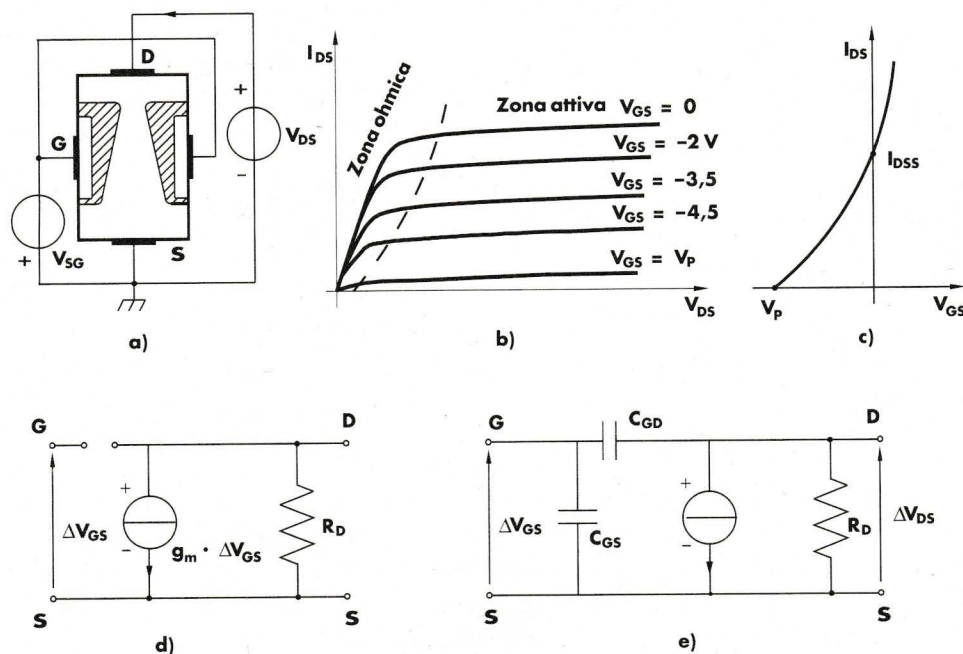 D
G
S
+
V_SG
+
-
V_DS
a)
I_DS
Zona ohmica
Zona attiva
V_GS = 0
V_GS = -2 V
V_GS = -3,5
V_GS = -4,5
V_GS = V_P
V_DS
b)
I_DS
I_DSS
V_P
V_GS
c)
G
D
ΔV_GS
+
-
g_m · ΔV_GS
R_D
S
S
d)
G
C_GD
D
ΔV_GS
C_GS
+
-
R_D
ΔV_DS
S
S
e)